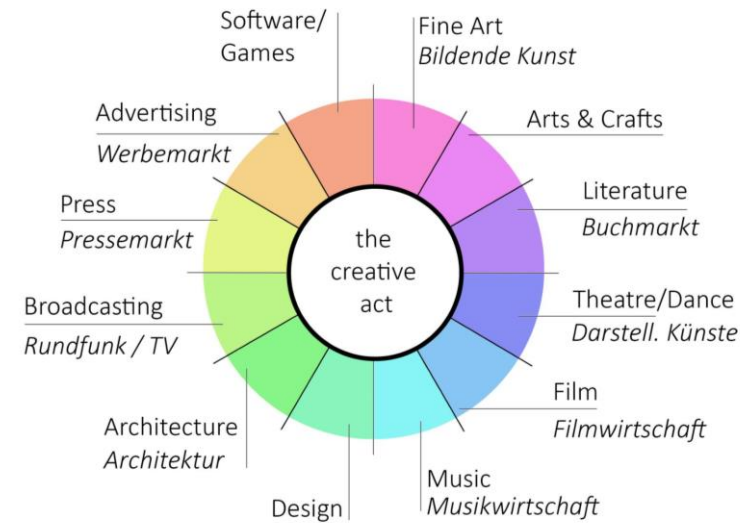 Software/
Games
Fine Art
Bildende Kunst
Arts & Crafts
Literature
Buchmarkt
Theatre/Dance
Darstell. Künste
Film
Filmwirtschaft
Music
Musikwirtschaft
Design
Architecture
Architektur
Broadcasting
Rundfunk / TV
Press
Pressemarkt
Advertising
Werbemarkt
the
creative
act